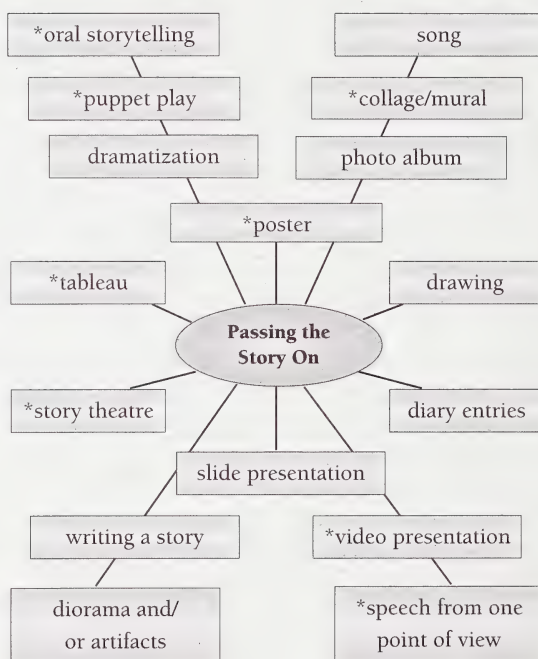 *oral storytelling
song
*puppet play
*collage/mural
dramatization
photo album
*poster
*tableau
drawing
Passing the
Story On
*story theatre
diary entries
slide presentation
writing a story
*video presentation
diorama and/
or artifacts
*speech from one
point of view